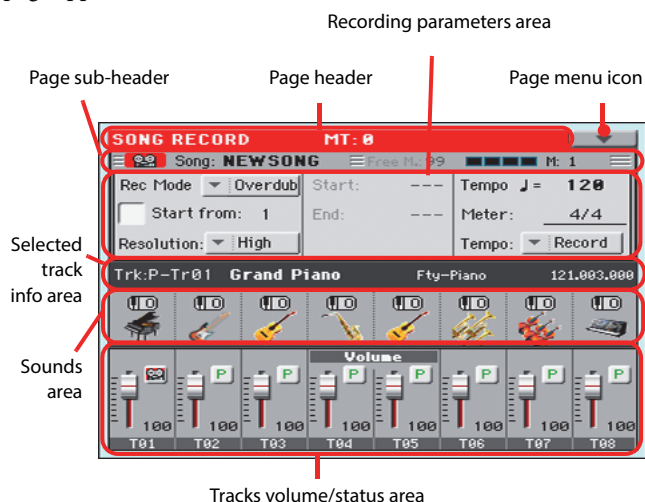 Recording parameters area
Page sub-header
Page header
Page menu icon
SONG RECORD MT: 0
Song: NEWSONG Free M.: 99 M: 1
Rec Mode Overdub Start: --- Tempo ♩= 120
Start from: 1 End: --- Meter: 4/4
Resolution: High Tempo: Record
Selected track info area
Trk:P-Tr01 Grand Piano Fty-Piano 121.003.000
Sounds area
Volume
P P P P P P P
100 100 100 100 100 100 100 100
T01 T02 T03 T04 T05 T06 T07 T08
Tracks volume/status area